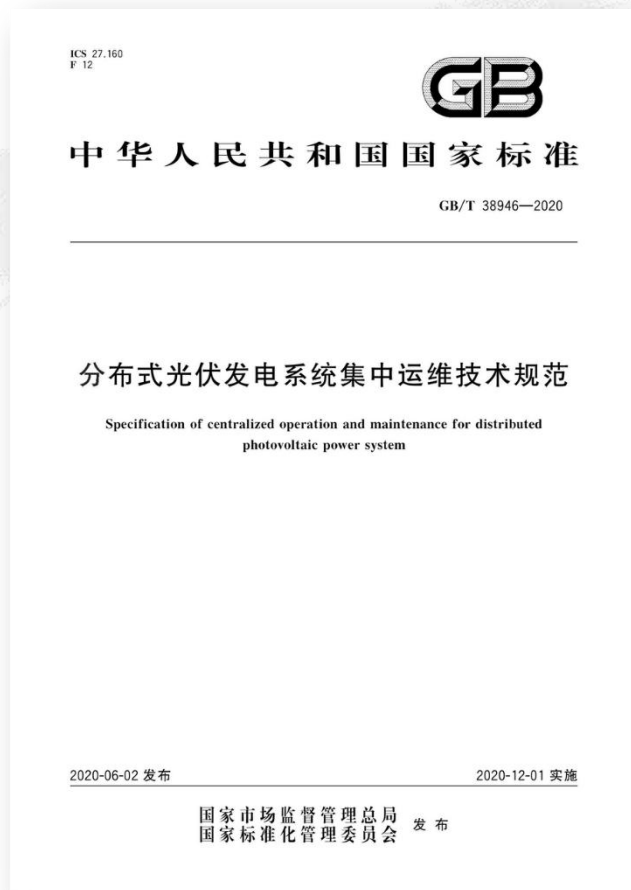 ICS 27.160
F 12
GB
中华人民共和国国家标准
GB/T 38946—2020
分布式光伏发电系统集中运维技术规范
Specification of centralized operation and maintenance for distributed
photovoltaic power system
2020-06-02 发布
2020-12-01 实施
国家市场监督管理总局
国家标准化管理委员会
发布